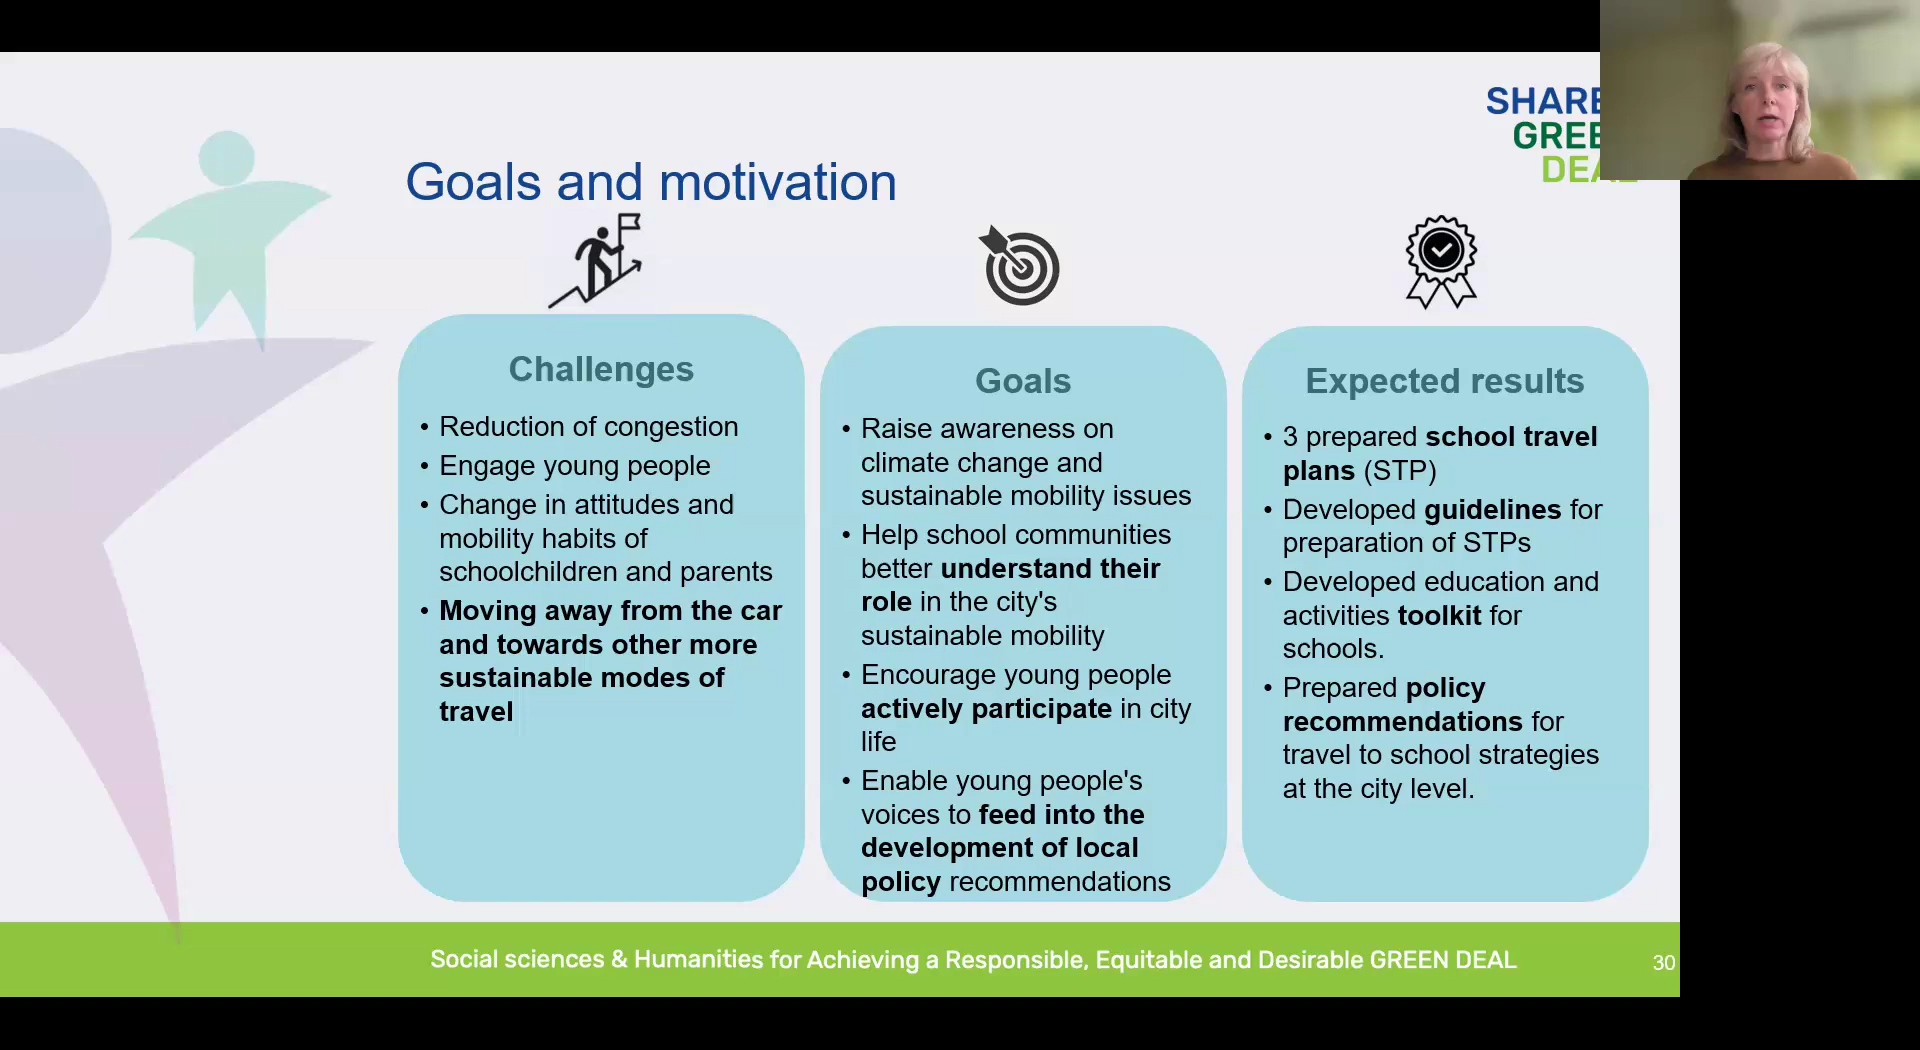 SHARE
GREE
DEAL
Goals and motivation
Challenges
• Reduction of congestion
• Engage young people
• Change in attitudes and
mobility habits of
schoolchildren and parents
• Moving away from the car
and towards other more
sustainable modes of
travel
Goals
• Raise awareness on
climate change and
sustainable mobility issues
• Help school communities
better understand their
role in the city's
sustainable mobility
• Encourage young people
actively participate in city
life
• Enable young people's
voices to feed into the
development of local
policy recommendations
Expected results
• 3 prepared school travel
plans (STP)
• Developed guidelines for
preparation of STPs
• Developed education and
activities toolkit for
schools.
• Prepared policy
recommendations for
travel to school strategies
at the city level.
Social sciences & Humanities for Achieving a Responsible, Equitable and Desirable GREEN DEAL
30